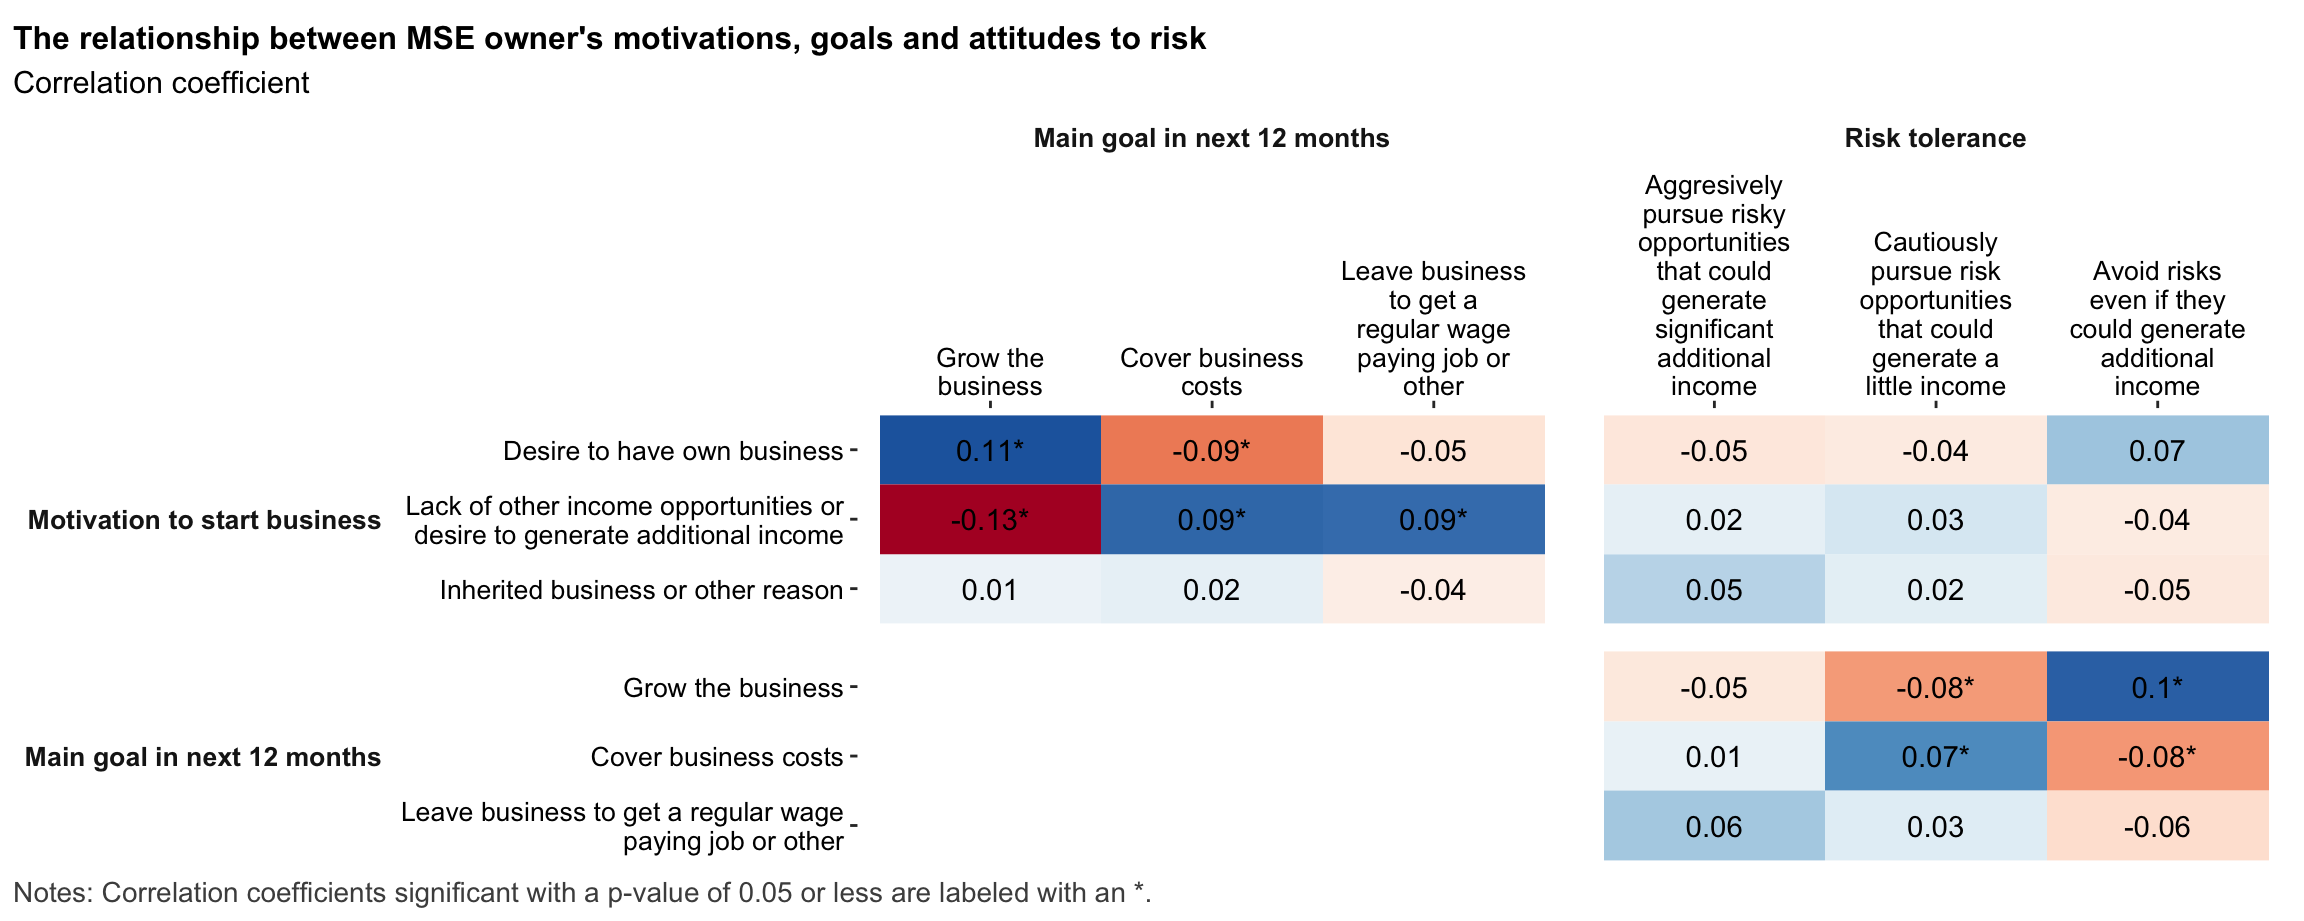 The relationship between MSE owner's motivations, goals and attitudes to risk
Correlation coefficient
Main goal in next 12 months
Risk tolerance
Grow the
business
Cover business
costs
Leave business
to get a
regular wage
paying job or
other
Aggresively
pursue risky
opportunities
that could
generate
significant
additional
income
Cautiously
pursue risk
opportunities
that could
generate a
little income
Avoid risks
even if they
could generate
additional
income
Motivation to start business
Desire to have own business
0.11* -0.09* -0.05 -0.05 -0.04 0.07
Lack of other income opportunities or
desire to generate additional income
-0.13* 0.09* 0.09* 0.02 0.03 -0.04
Inherited business or other reason
0.01 0.02 -0.04 0.05 0.02 -0.05
Main goal in next 12 months
Grow the business
-0.05 -0.08* 0.1*
Cover business costs
0.01 0.07* -0.08*
Leave business to get a regular wage
paying job or other
0.06 0.03 -0.06
Notes: Correlation coefficients significant with a p-value of 0.05 or less are labeled with an *.